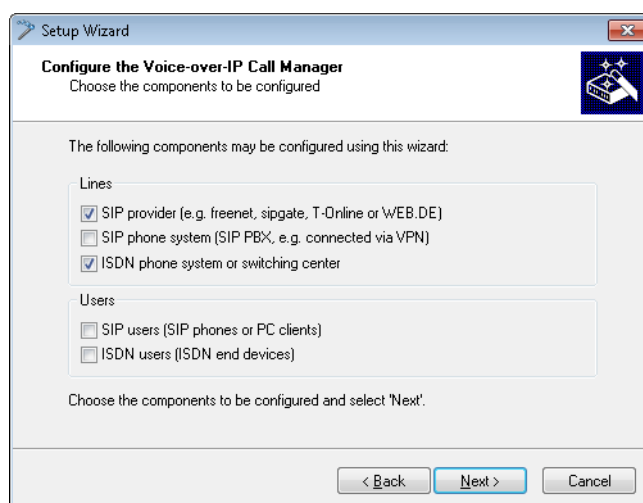 Setup Wizard
Configure the Voice-over-IP Call Manager
Choose the components to be configured
The following components may be configured using this wizard:
Lines
SIP provider (e.g. freenet, sipgate, T-Online or WEB.DE)
SIP phone system (SIP PBX, e.g. connected via VPN)
ISDN phone system or switching center
Users
SIP users (SIP phones or PC clients)
ISDN users (ISDN end devices)
Choose the components to be configured and select 'Next'.
< Back
Next >
Cancel